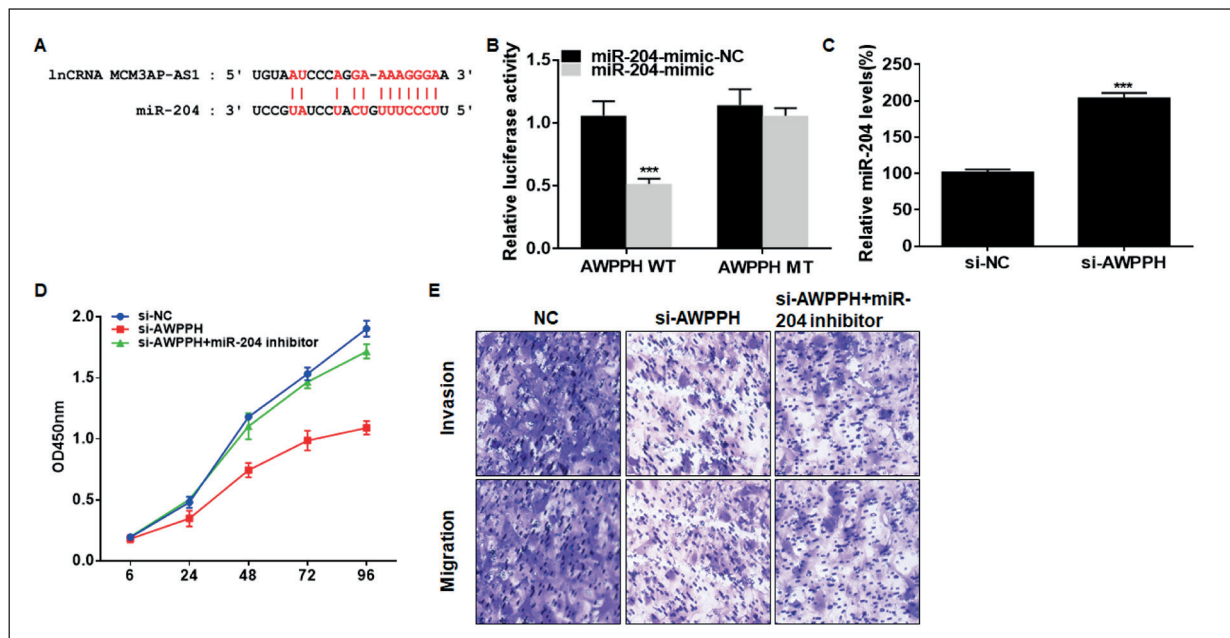 A
lncRNA MCM3AP-AS1 : 5' UGUAAUCCCAGGA-AAAGGGAA 3'
miR-204 : 3' UCCGUAUCCUACUGUUUCCCUU 5'
B
miR-204-mimic-NC
miR-204-mimic
Relative luciferase activity
1.5
1.0
0.5
0.0
***
AWPPH WT
AWPPH MT
C
Relative miR-204 levels(%)
250
200
150
100
50
0
***
si-NC
si-AWPPH
D
si-NC
si-AWPPH
si-AWPPH+miR-204 inhibitor
OD450nm
2.0
1.5
1.0
0.5
0.0
6 24 48 72 96
E
NC
si-AWPPH
si-AWPPH+miR-
204 inhibitor
Invasion
Migration